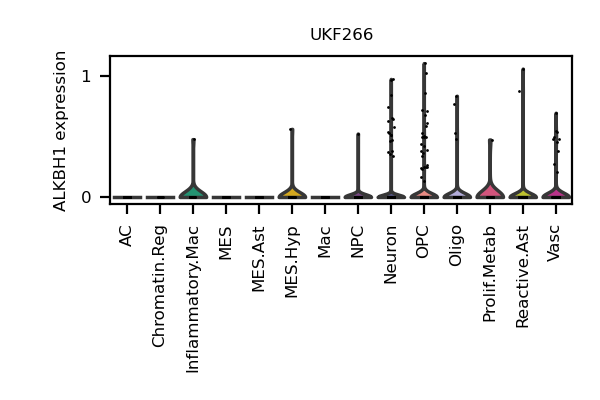 UKF266
ALKBH1 expression
1
0
AC
Chromatin.Reg
Inflammatory.Mac
MES
MES.Ast
MES.Hyp
Mac
NPC
Neuron
OPC
Oligo
Prolif.Metab
Reactive.Ast
Vasc